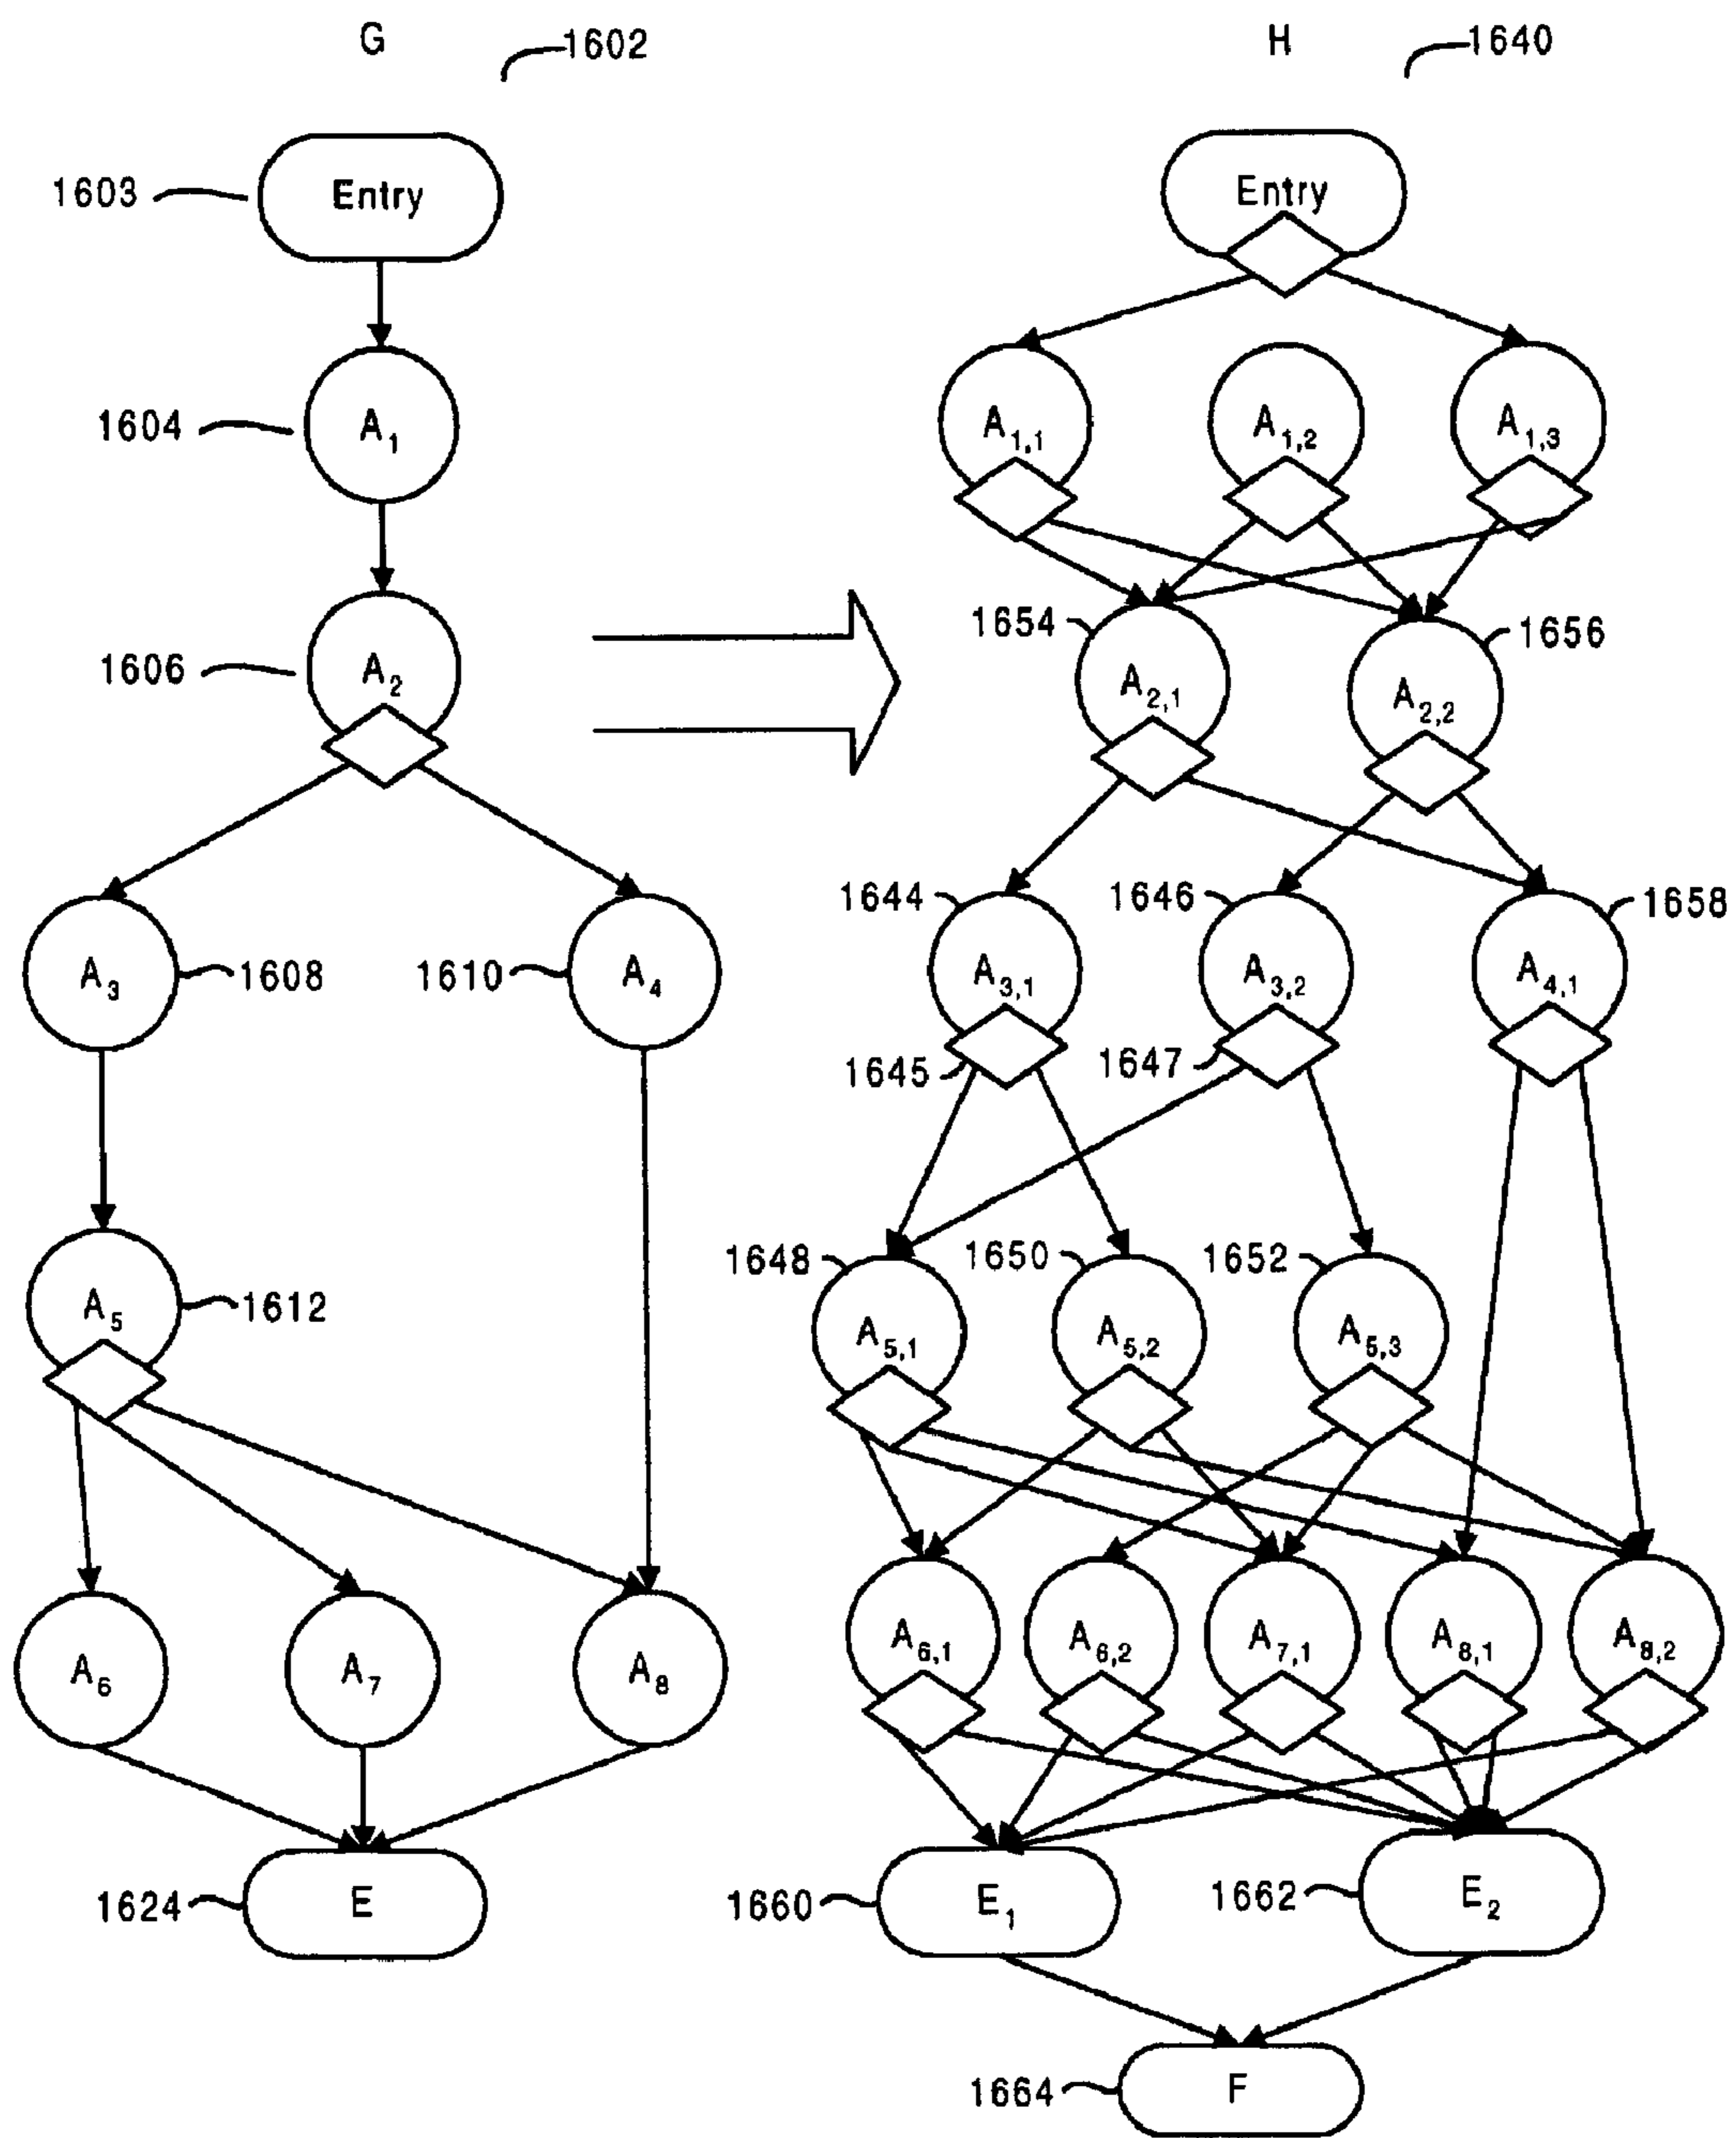 G
1602
H
1640
1603
Entry
Entry
1604
A1
A1,1
A1,2
A1,3
1606
A2
1654
A2,1
1656
A2,2
A3
1608
1610
A4
1644
A3,1
1645
1646
A3,2
1647
1658
A4,1
A5
1612
1648
A5,1
1650
A5,2
1652
A5,3
A6
A7
A8
A6,1
A6,2
A7,1
A8,1
A8,2
1624
E
1660
E1
1662
E2
1664
F